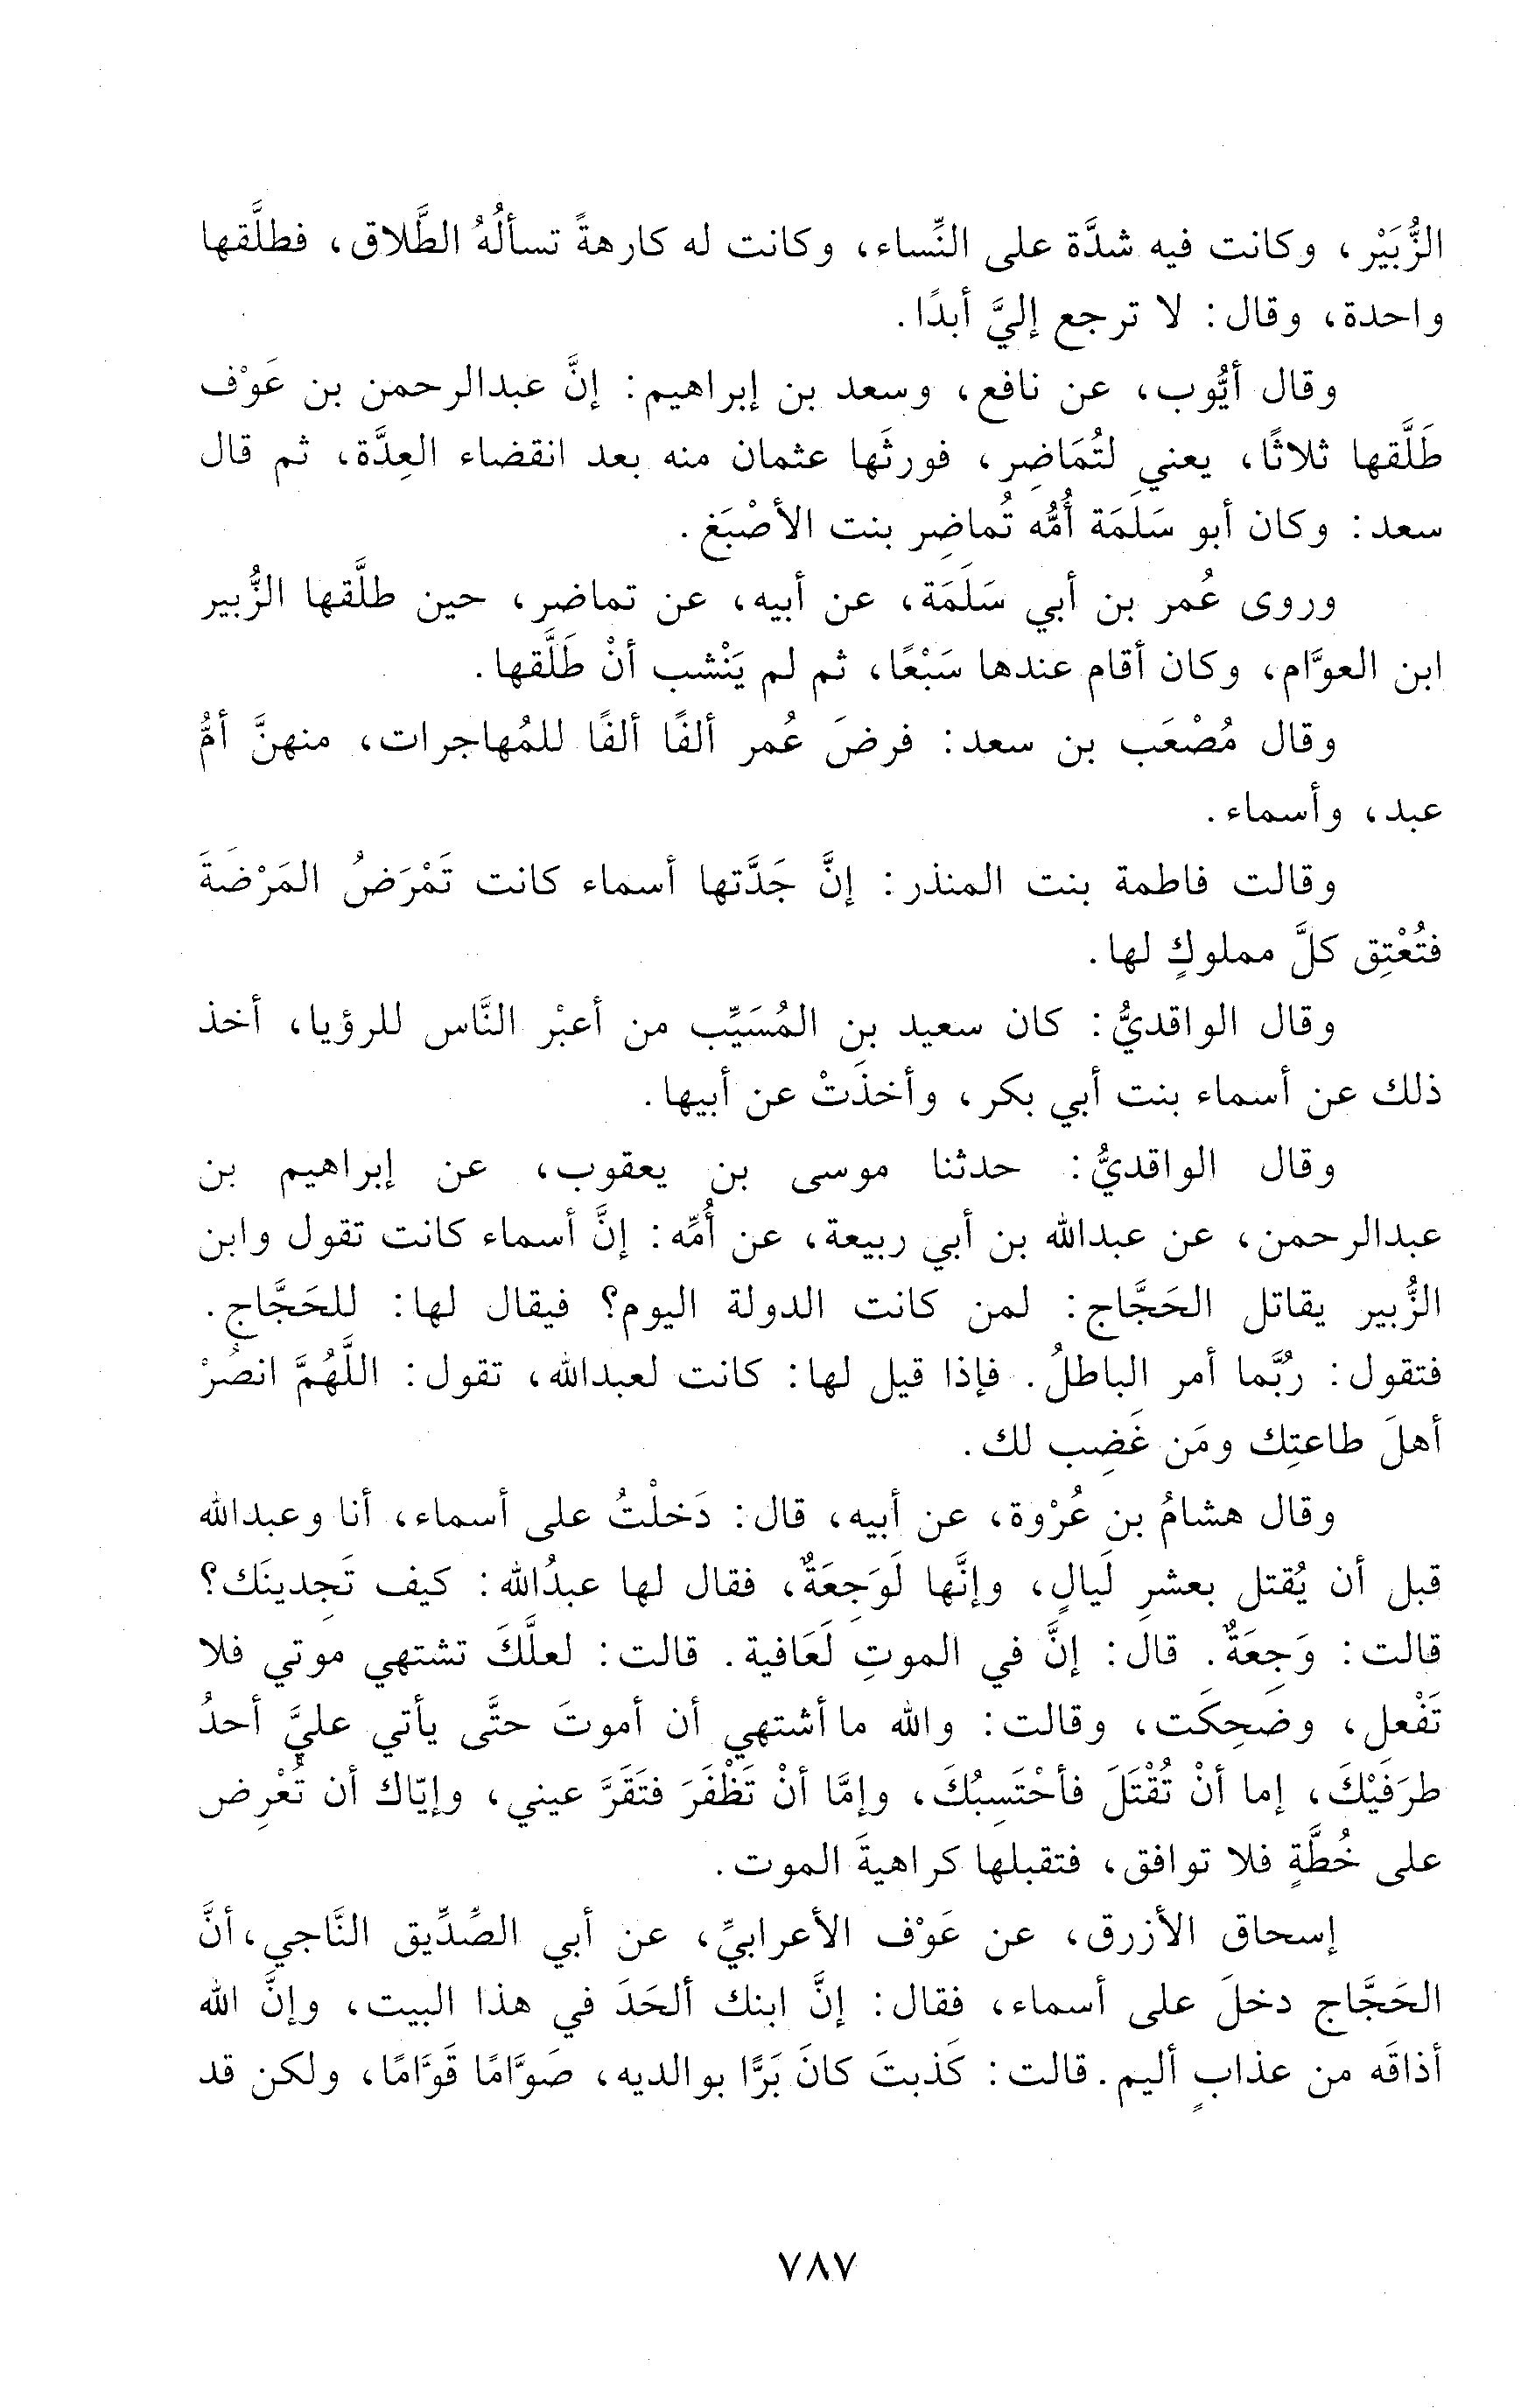 الزُّبَيْر، وكانت فيه شدَّة على النِّساء، وكانت له كارهةً تسألُهُ الطَّلاق، فطلَّقها
واحدة، وقال: لا ترجع إليَّ أبدًا.
وقال أيُّوب، عن نافع، وسعد بن إبراهيم: إنَّ عبدالرحمن بن عَوْف
طَلَّقها ثلاثًا، يعني لتُمَاضِر، فورثَها عثمان منه بعد انقضاء العِدَّة، ثم قال
سعد: وكان أبو سَلَمَة أُمُّه تُماضِر بنت الأصْبَغ.
وروى عُمر بن أبي سَلَمَة، عن أبيه، عن تماضر، حين طلَّقها الزُّبير
ابن العوَّام، وكان أقام عندها سَبْعًا، ثم لم يَنْشب أنْ طَلَّقها.
وقال مُصْعَب بن سعد: فرضَ عُمر ألفًا ألفًا للمُهاجرات، منهنَّ أمُّ
عبد، وأسماء.
وقالت فاطمة بنت المنذر: إنَّ جَدَّتها أسماء كانت تَمْرَضُ المَرْضَةَ
فتُعْتِق كلَّ مملوكٍ لها.
وقال الواقديُّ: كان سعيد بن المُسَيِّب من أعبْر النَّاس للرؤيا، أخذ
ذلك عن أسماء بنت أبي بكر، وأخذَتْ عن أبيها.
وقال الواقديُّ: حدثنا موسى بن يعقوب، عن إبراهيم بن
عبدالرحمن، عن عبدالله بن أبي ربيعة، عن أُمِّه: إنَّ أسماء كانت تقول وابن
الزُّبير يقاتل الحَجَّاج: لمن كانت الدولة اليوم؟ فيقال لها: للحَجَّاج.
فتقول: رُبَّما أمر الباطلُ. فإذا قيل لها: كانت لعبدالله، تقول: اللَّهُمَّ انصُرْ
أهلَ طاعتِك ومَن غَضِب لك.
وقال هشامُ بن عُرْوة، عن أبيه، قال: دَخلْتُ على أسماء، أنا وعبدالله
قبل أن يُقتل بعشرِ لَيالٍ، وإنَّها لَوَجِعَةٌ، فقال لها عبدُالله: كيف تَجِدينَك؟
قالت: وَجِعَةٌ. قال: إنَّ في الموتِ لَعَافية. قالت: لعلَّكَ تشتهي موتي فلا
تَفْعل، وضَحِكَت، وقالت: والله ما أشتهي أن أموتَ حتَّى يأتي عليَّ أحدُ
طرَفَيْكَ، إما أنْ تُقْتَلَ فأحْتَسِبُكَ، وإمَّا أنْ تَظْفَرَ فتَقَرَّ عيني، وإيّاك أن تُعْرِض
على خُطَّةٍ فلا توافق، فتقبلها كراهيةَ الموت.
إسحاق الأزرق، عن عَوْف الأعرابيِّ، عن أبي الصِّدِّيق النَّاجي، أنَّ
الحَجَّاج دخلَ على أسماء، فقال: إنَّ ابنك ألحَدَ في هذا البيت، وإنَّ الله
أذاقَه من عذابٍ أليم. قالت: كَذبتَ كانَ بَرًّا بوالديه، صَوَّامًا قَوَّامًا، ولكن قد
٧٨٧